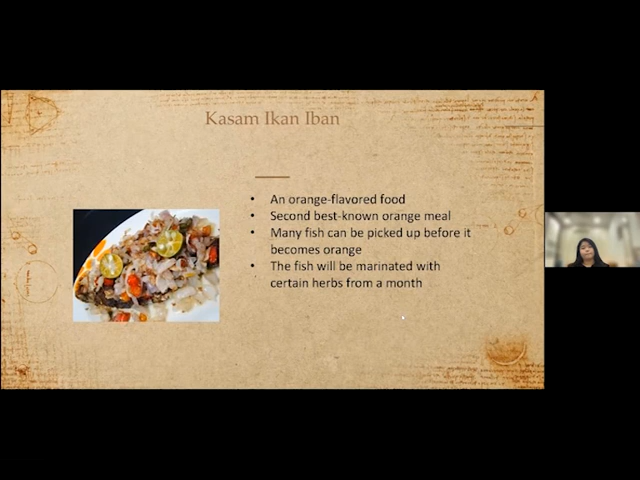 Kasam Ikan Iban
• An orange-flavored food
• Second best-known orange meal
• Many fish can be picked up before it
becomes orange
• The fish will be marinated with
certain herbs from a month